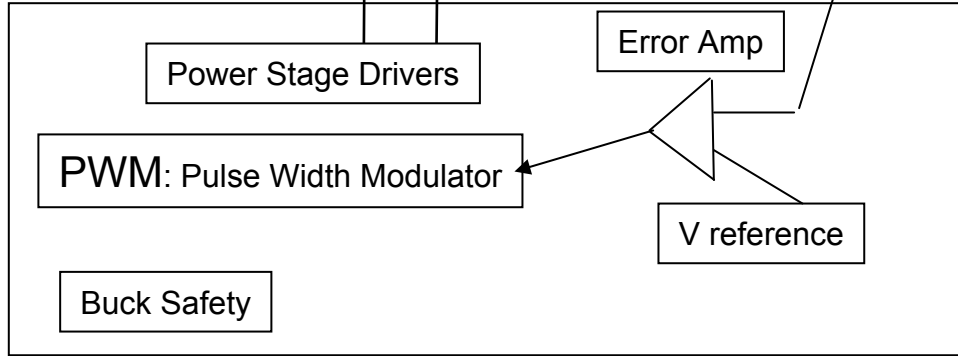 Error Amp
Power Stage Drivers
PWM: Pulse Width Modulator
V reference
Buck Safety